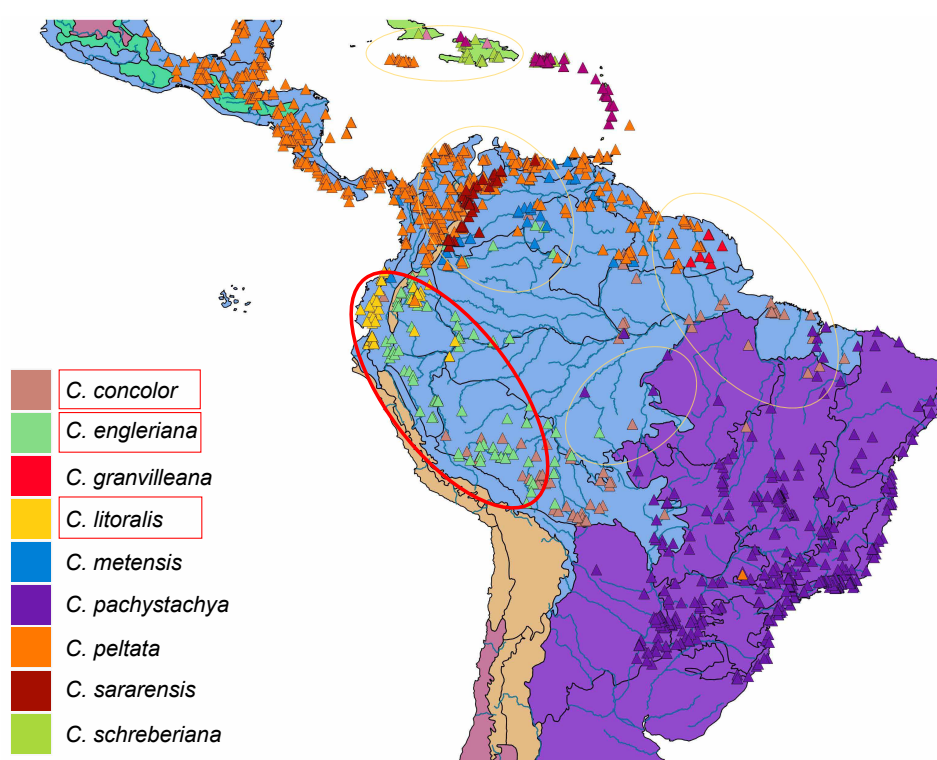 C. concolor
C. engleriana
C. granvilleana
C. litoralis
C. metensis
C. pachystachya
C. peltata
C. sararensis
C. schreberiana